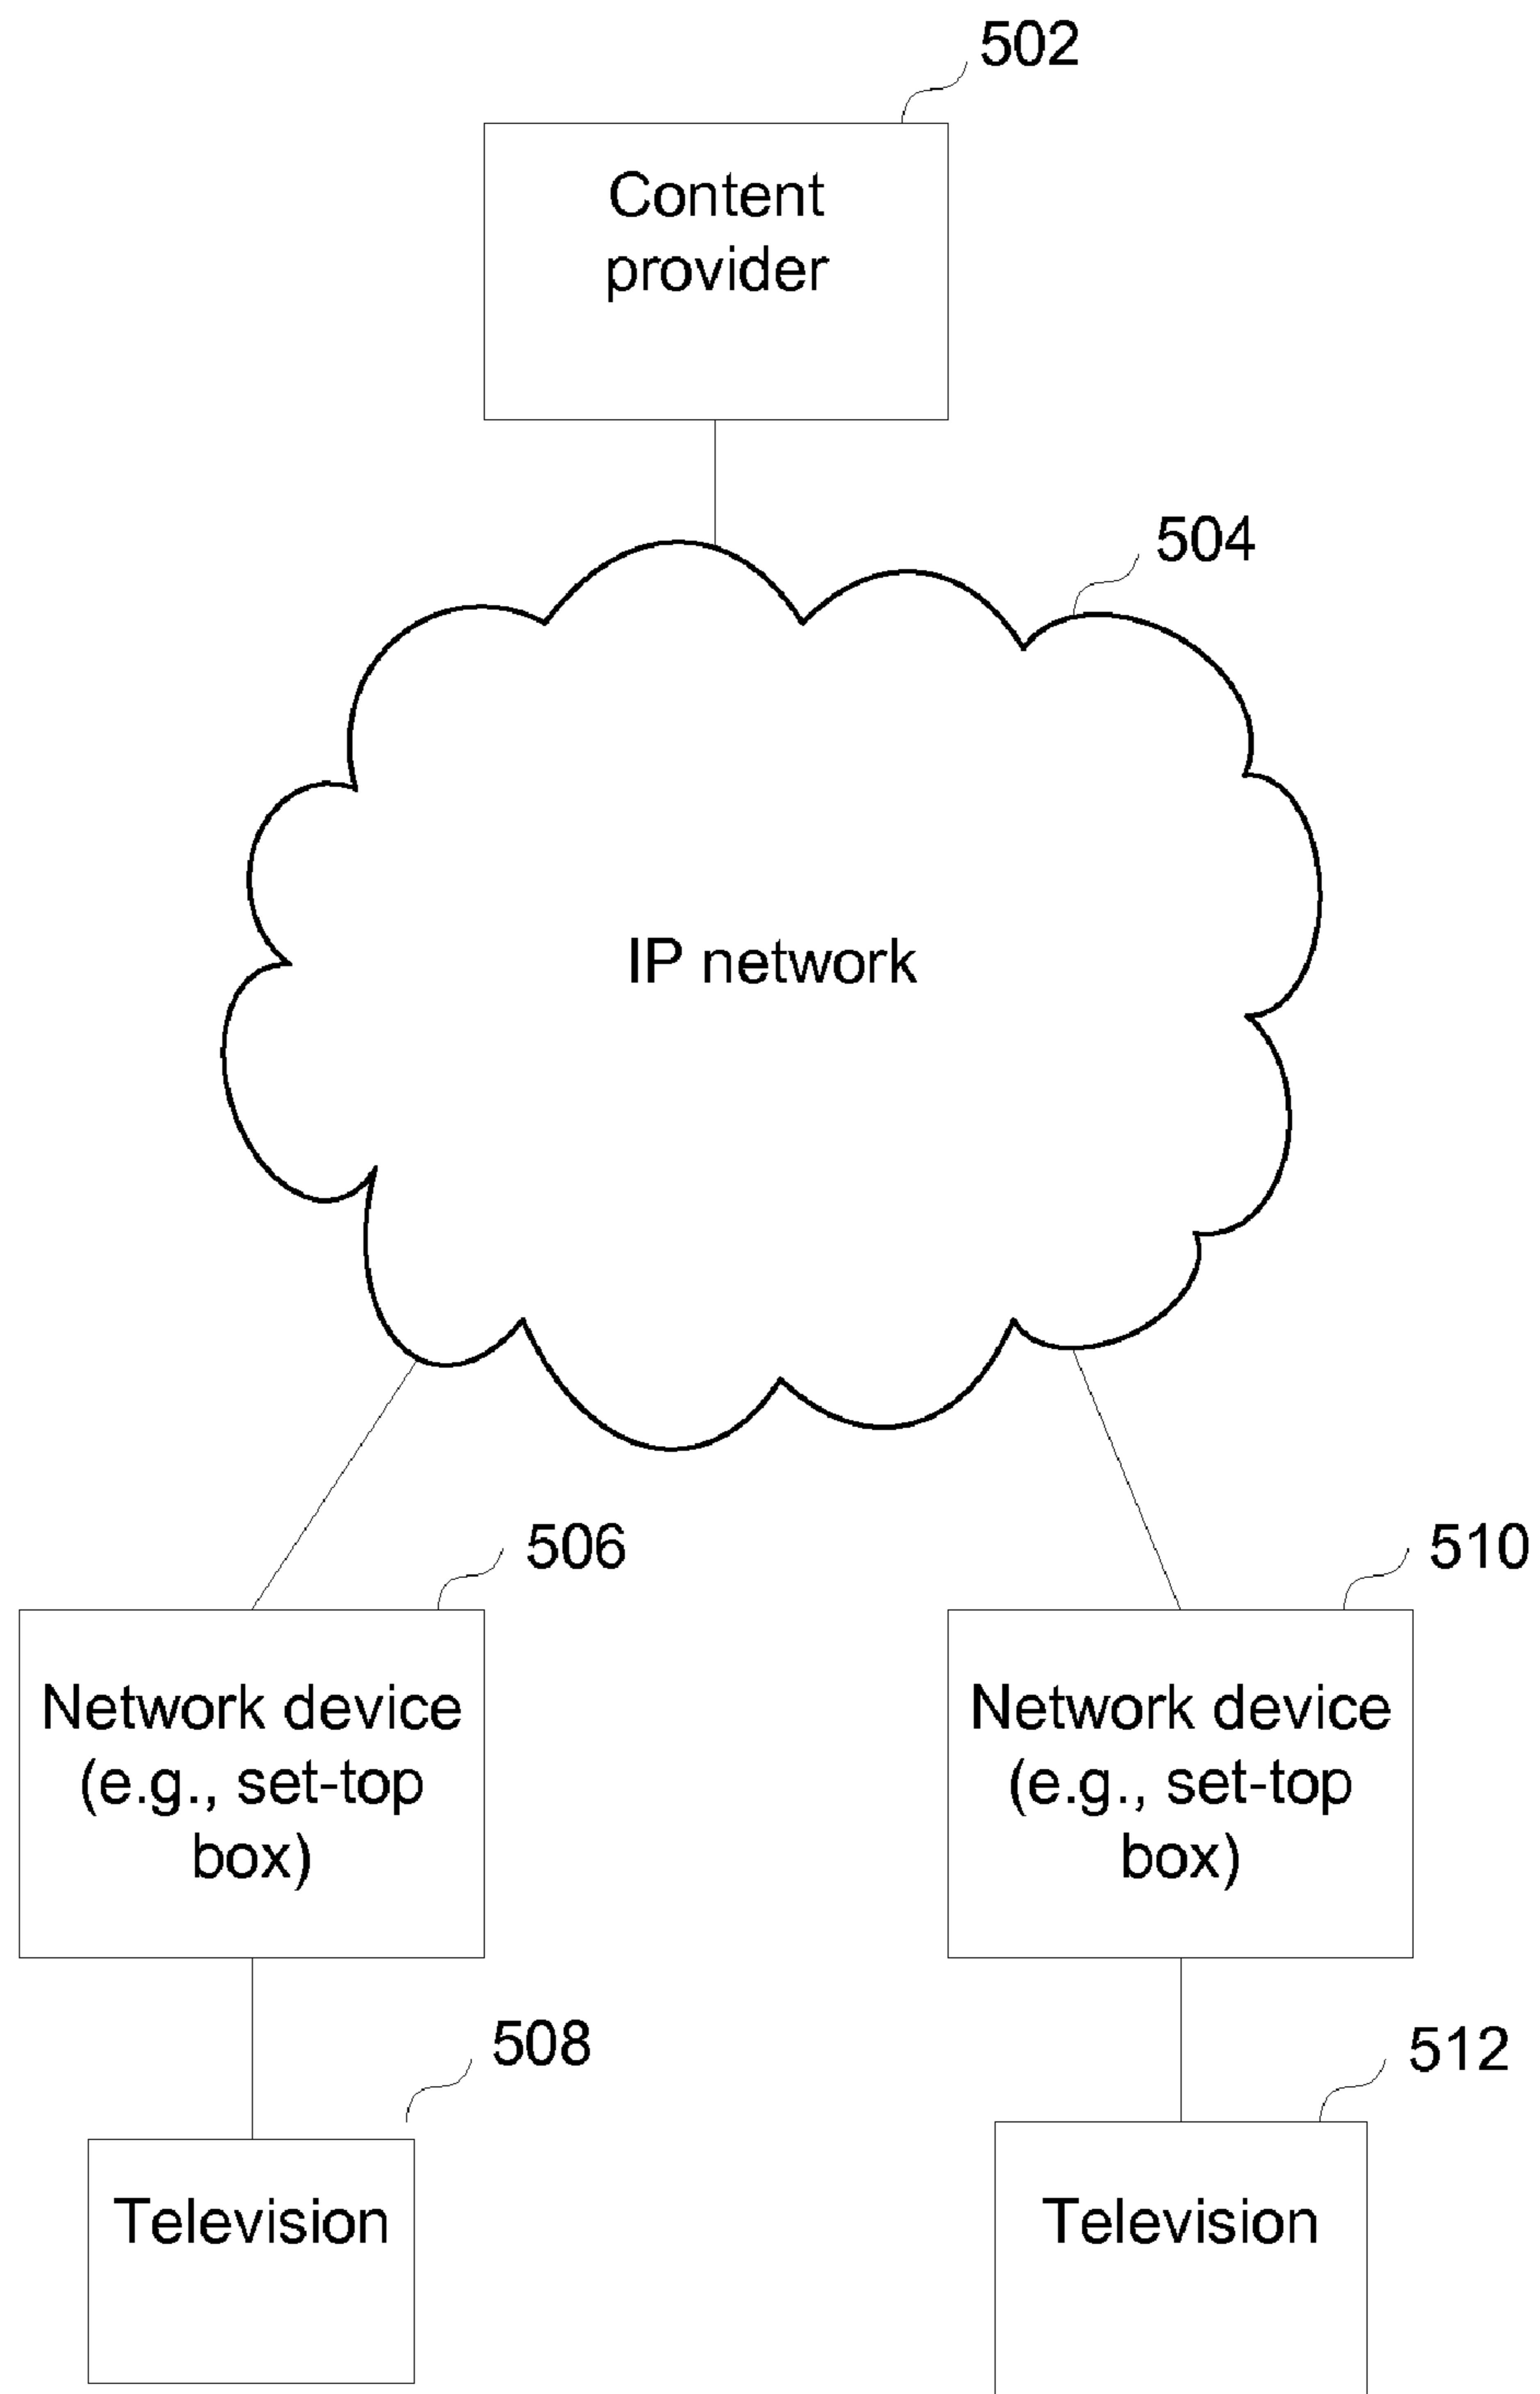 502
Content
provider
504
IP network
506
510
Network device
(e.g., set-top
box)
Network device
(e.g., set-top
box)
508
512
Television
Television